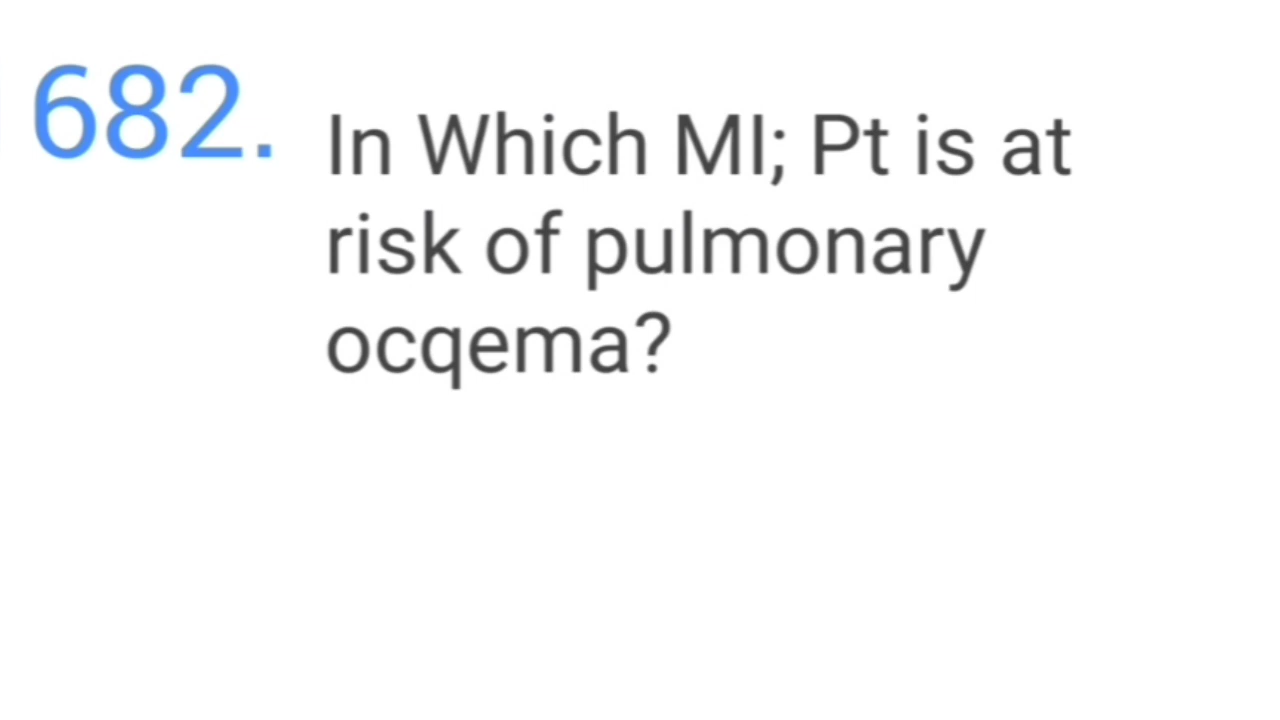 682.
In Which MI; Pt is at
risk of pulmonary
ocqema?